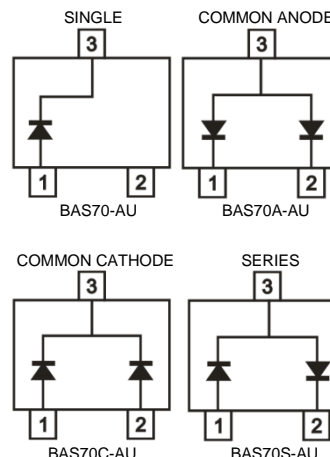 SINGLE
3
1 2
BAS70-AU
COMMON ANODE
3
1 2
BAS70A-AU
COMMON CATHODE
3
1 2
BAS70C-AU
SERIES
3
1 2
BAS70S-AU